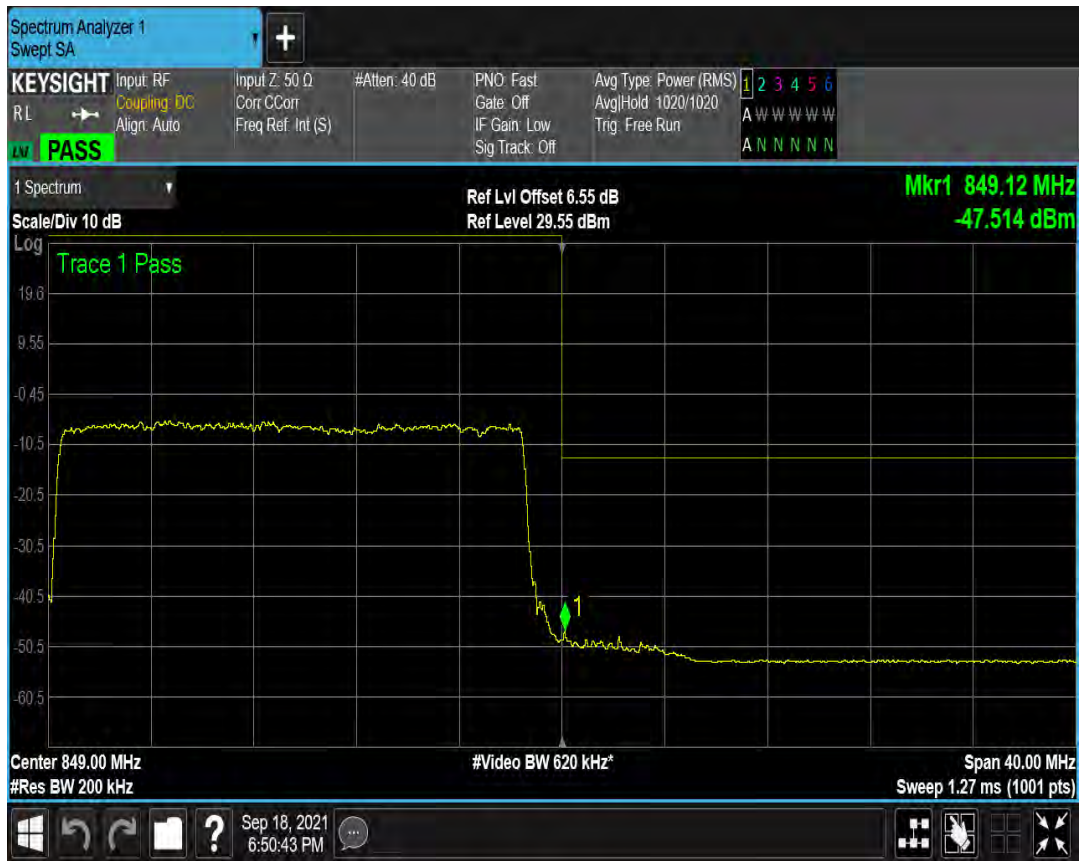 Spectrum Analyzer 1
Swept SA
+
KEYSIGHT
RL
PASS
Input: RF
Coupling: DC
Align: Auto
Input Z: 50 Ω
Corr CCorr
Freq Ref: Int (S)
#Atten: 40 dB
PNO: Fast
Gate: Off
IF Gain: Low
Sig Track: Off
Avg Type: Power (RMS)
Avg|Hold: 1020/1020
Trig: Free Run
1 2 3 4 5 6
A W W W W W
A N N N N N
1 Spectrum
Scale/Div 10 dB
Ref Lvl Offset 6.55 dB
Ref Level 29.55 dBm
Mkr1 849.12 MHz
-47.514 dBm
Log
Trace 1 Pass
19.6
9.55
-0.45
-10.5
-20.5
-30.5
-40.5
1
-50.5
-60.5
Center 849.00 MHz
#Res BW 200 kHz
#Video BW 620 kHz*
Span 40.00 MHz
Sweep 1.27 ms (1001 pts)
?
Sep 18, 2021
6:50:43 PM